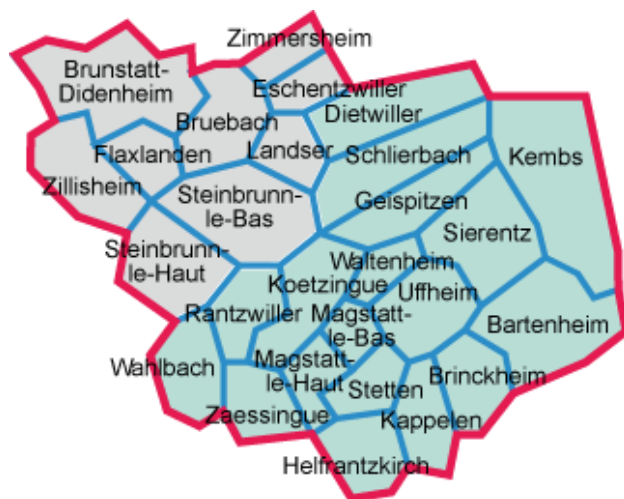 Zimmersheim
Brunstatt-
Didenheim
Eschentzwiller
Dietwiller
Bruebach
Flaxlanden
Landser
Schlierbach
Kembs
Zillisheim
Steinbrunn-
le-Bas
Geispitzen
Sierentz
Steinbrunn-
le-Haut
Waltenheim
Koetzingue
Uffheim
Rantzwiller
Magstatt-
le-Bas
Bartenheim
Wahlbach
Magstatt-
le-Haut
Stetten
Brinckheim
Zaessingue
Kappelen
Helfrantzkirch